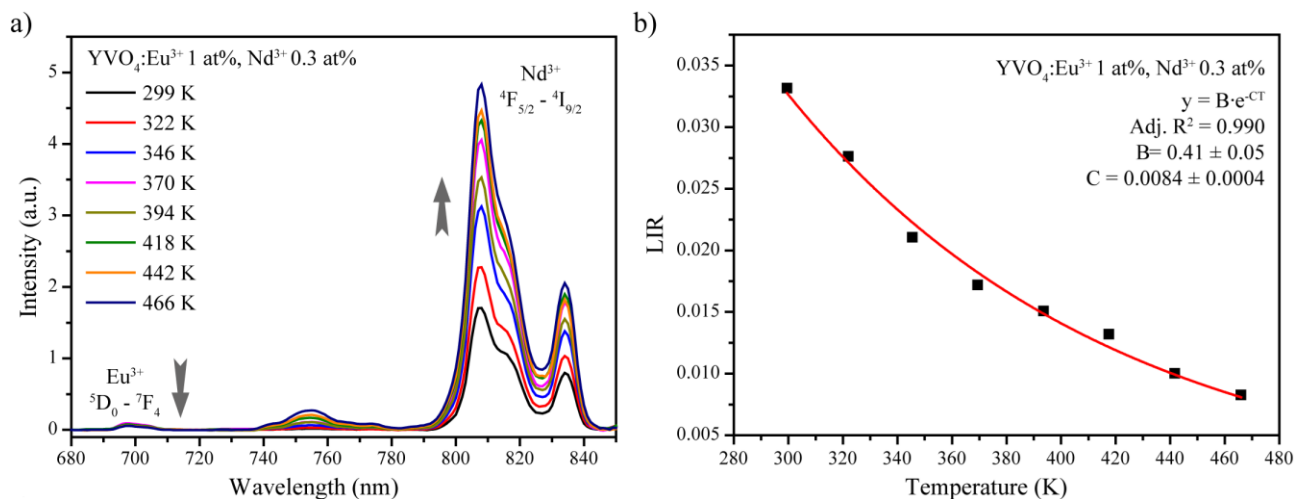 a)
YVO₄:Eu³⁺ 1 at%, Nd³⁺ 0.3 at%
299 K
322 K
346 K
370 K
394 K
418 K
442 K
466 K
Nd³⁺
⁴F₅/₂ - ⁴I₉/₂
Eu³⁺
⁵D₀ - ⁷F₄
Intensity (a.u.)
5
4
3
2
1
0
680 700 720 740 760 780 800 820 840
Wavelength (nm)
b)
YVO₄:Eu³⁺ 1 at%, Nd³⁺ 0.3 at%
y = B·e⁻ᶜᵀ
Adj. R² = 0.990
B= 0.41 ± 0.05
C = 0.0084 ± 0.0004
LIR
0.035
0.030
0.025
0.020
0.015
0.010
0.005
280 300 320 340 360 380 400 420 440 460 480
Temperature (K)